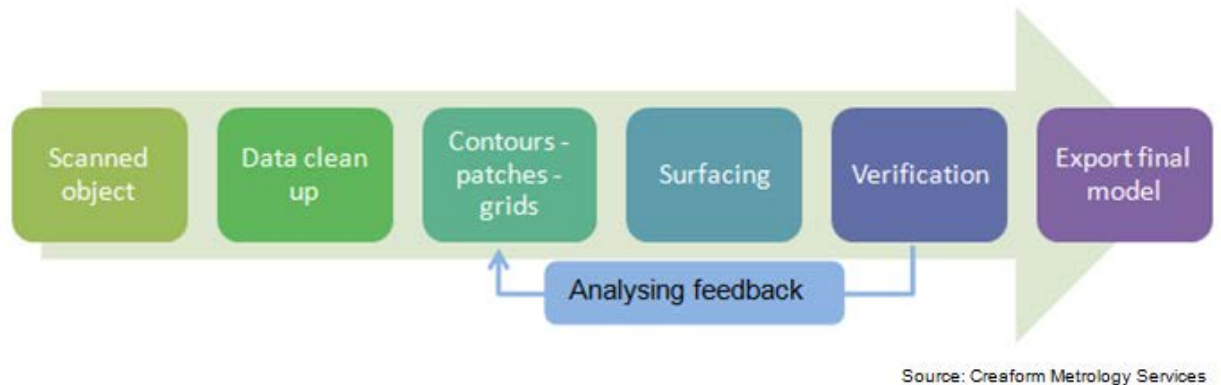 Scanned
object
Data clean
up
Contours -
patches -
grids
Surfacing
Verification
Export final
model
Analysing feedback
Source: Creaform Metrology Services